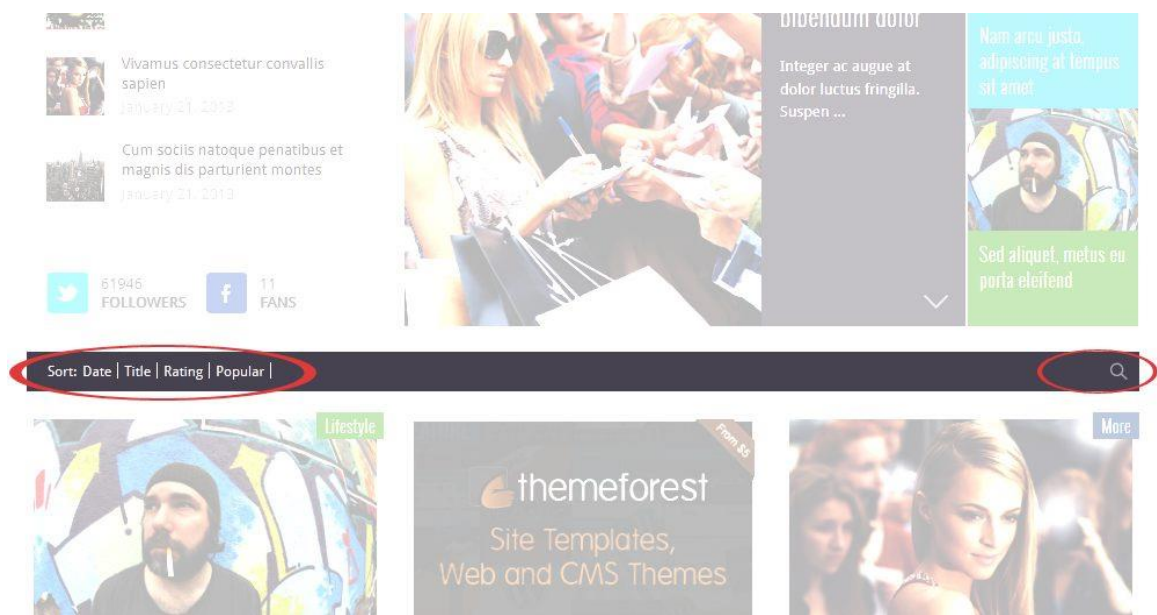 Vivamus consectetur convallis
sapien
January 21, 2013
Cum sociis natoque penatibus et
magnis dis parturient montes
January 21, 2013
61946
FOLLOWERS
11
FANS
bibendum dolor
Integer ac augue at
dolor luctus fringilla.
Suspen ...
Nam arcu justo,
adipiscing at tempus
sit amet
Sed aliquet, metus eu
porta eleifend
Sort: Date | Title | Rating | Popular |
Lifestyle
From $5
themeforest
Site Templates,
Web and CMS Themes
More